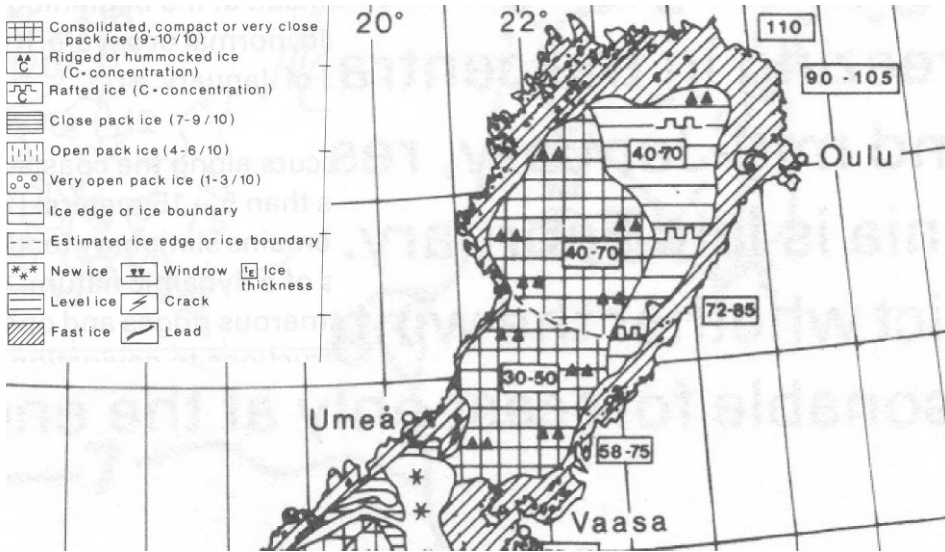 Consolidated, compact or very close
pack ice (9-10/10)
Ridged or hummocked ice
(C-concentration)
C
Rafted ice (C-concentration)
C
Close pack ice (7-9/10)
Open pack ice (4-6/10)
Very open pack ice (1-3/10)
Ice edge or ice boundary
Estimated ice edge or ice boundary
New ice
Windrow
Ice
thickness
Level ice
Crack
Fast ice
Lead
20°
22°
110
90-105
40-70
Oulu
40-70
72-85
30-50
Umeå
58-75
Vaasa